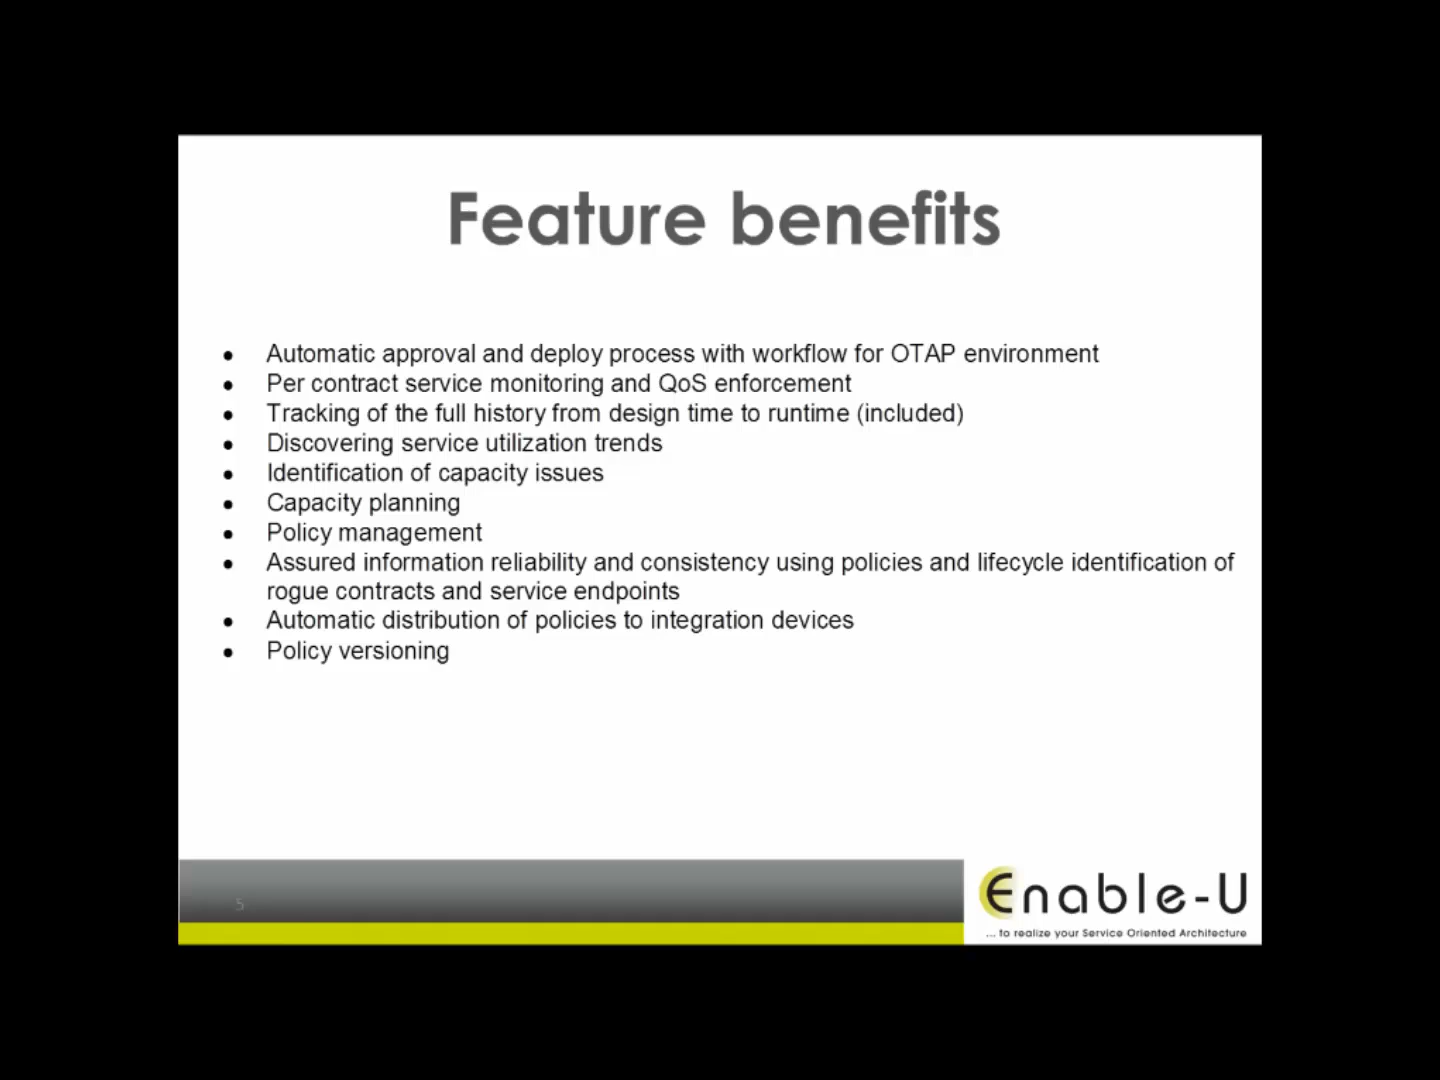 Feature benefits
• Automatic approval and deploy process with workflow for OTAP environment
• Per contract service monitoring and QoS enforcement
• Tracking of the full history from design time to runtime (included)
• Discovering service utilization trends
• Identification of capacity issues
• Capacity planning
• Policy management
• Assured information reliability and consistency using policies and lifecycle identification of
rogue contracts and service endpoints
• Automatic distribution of policies to integration devices
• Policy versioning
5
Enable-U
... to realize your Service Oriented Architecture